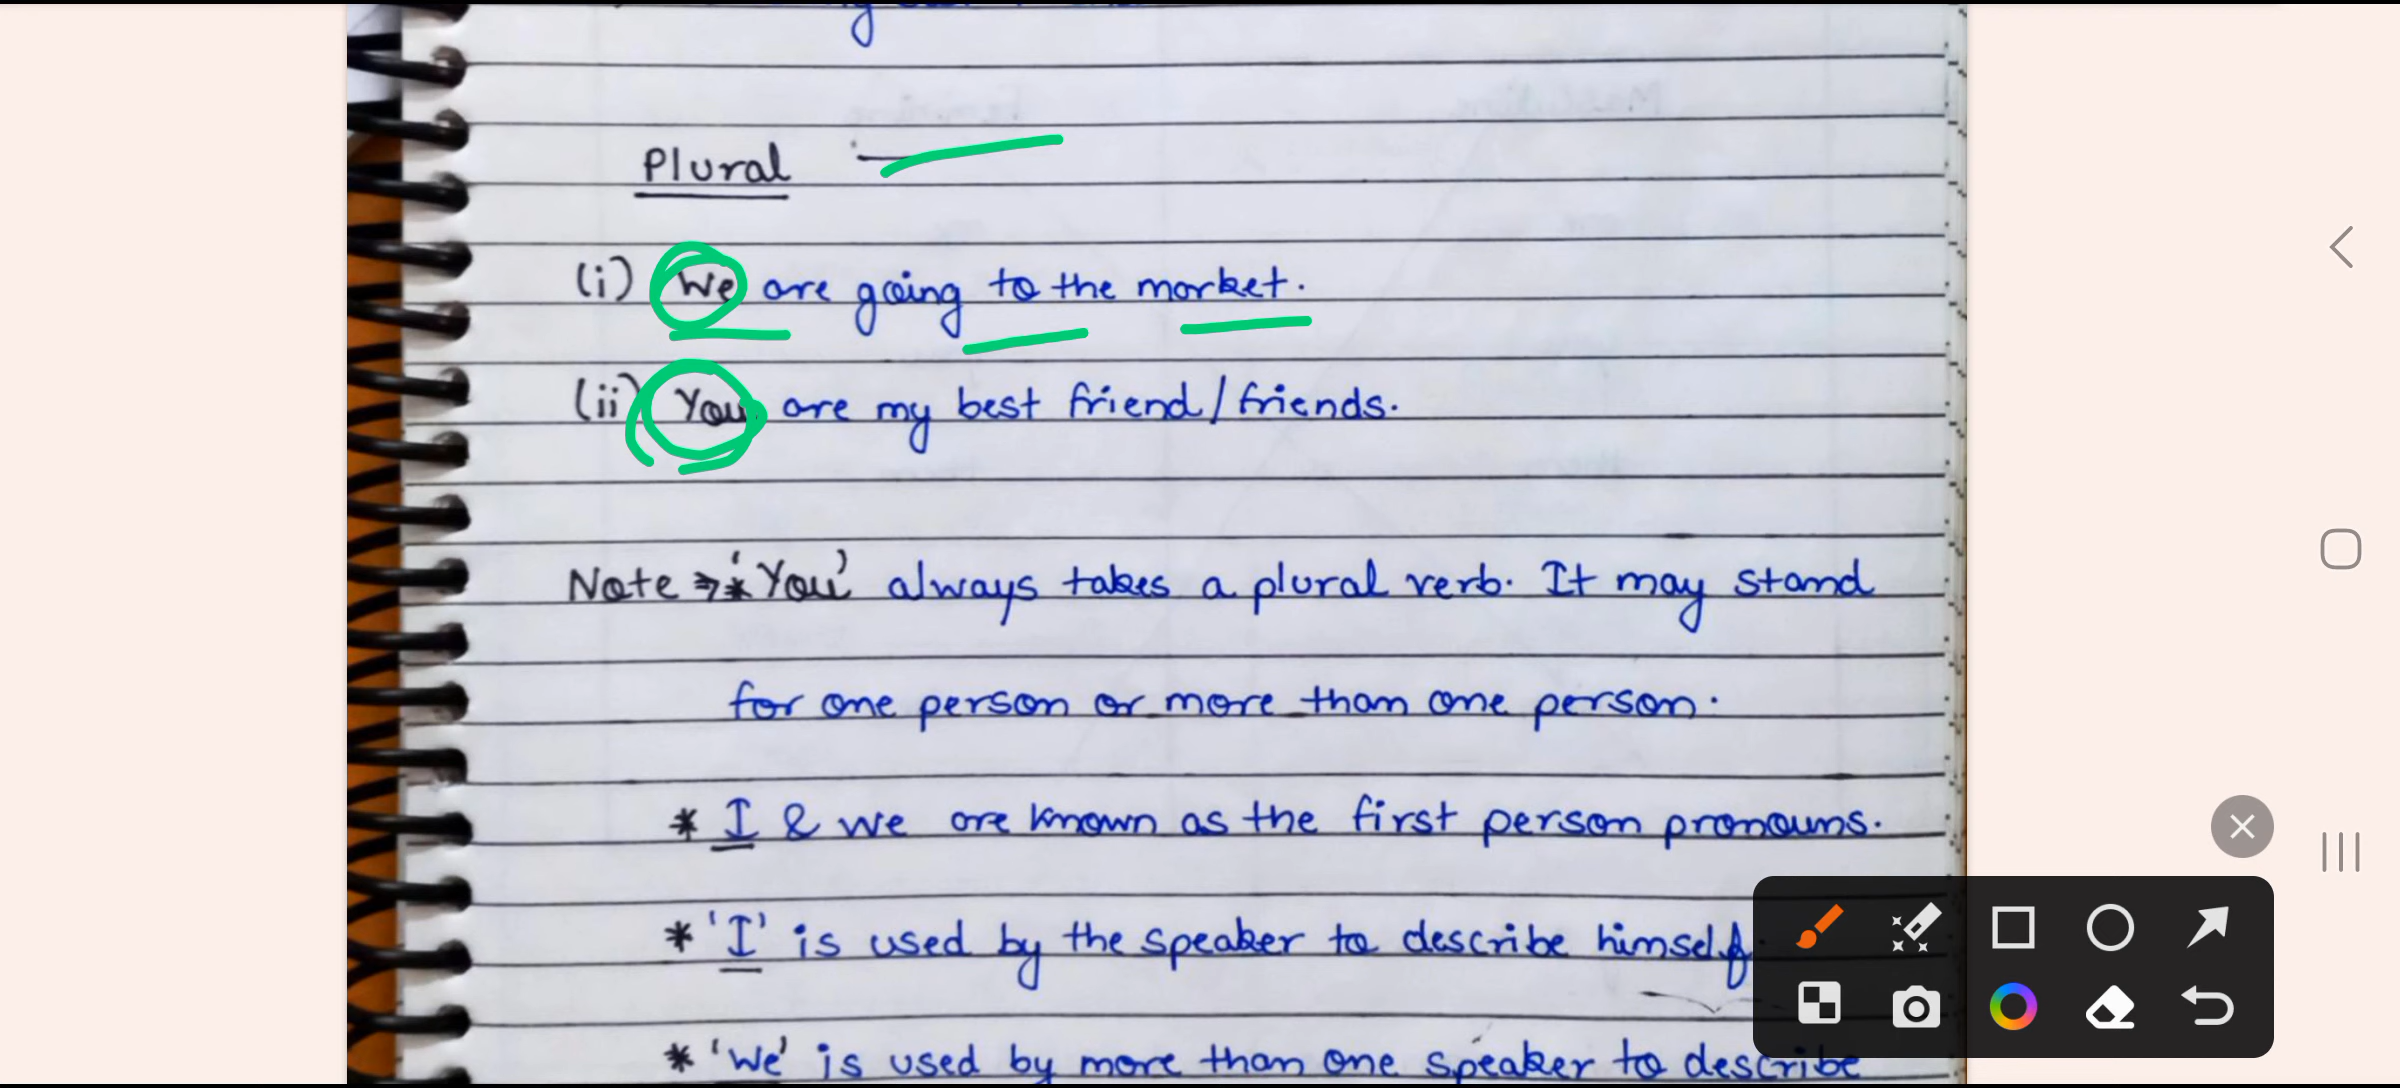 Plural
(i) We are going to the market.
(ii) You are my best friend/friends.
Note ⇒ * 'You' always takes a plural verb. It may stand
for one person or more than one person.
* I & we are known as the first person pronouns.
* 'I' is used by the speaker to describe himself
* 'We' is used by more than one speaker to describe